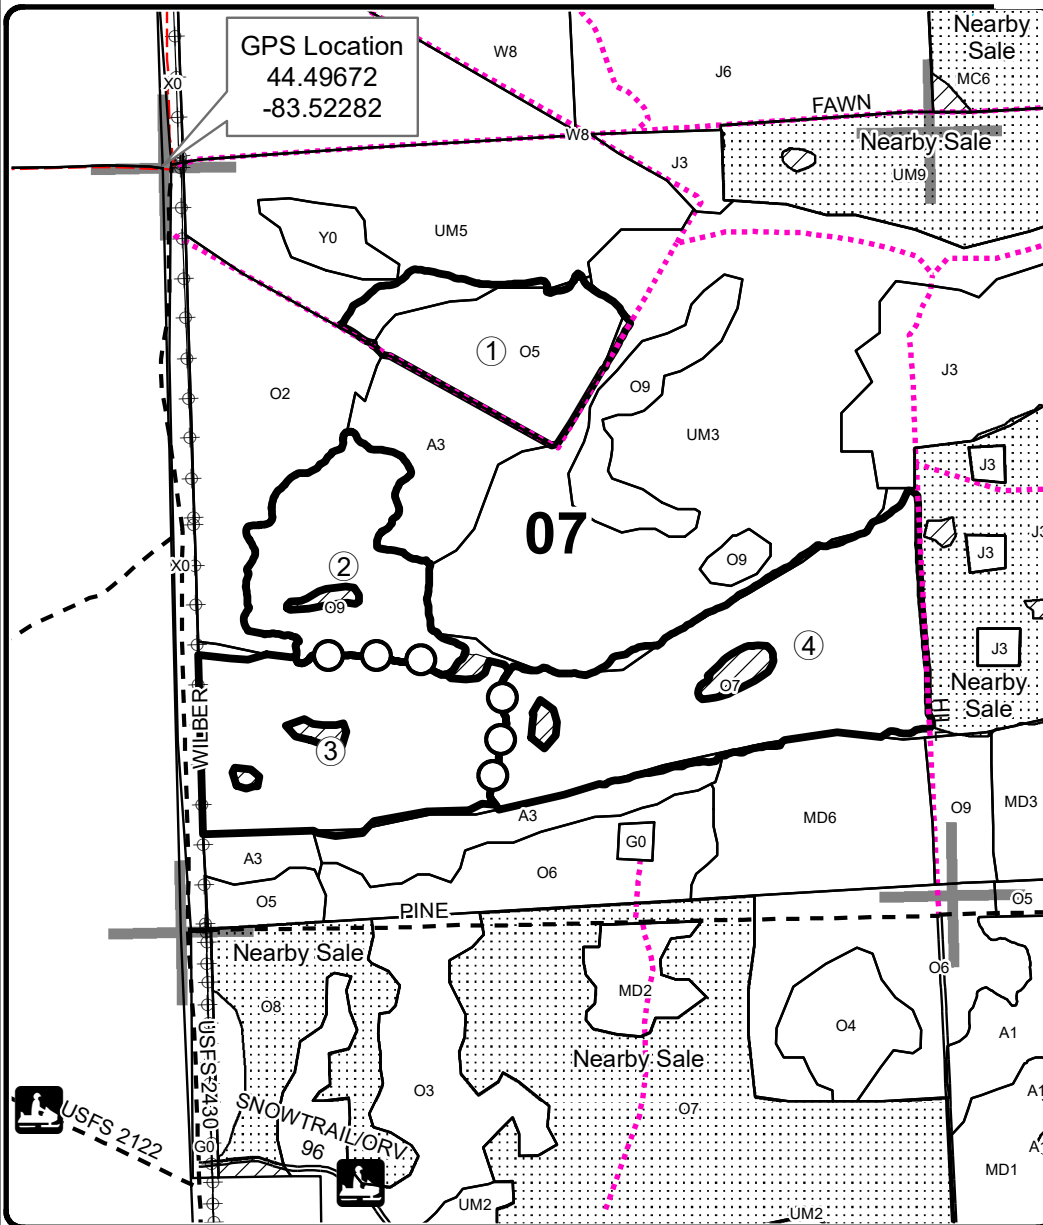 Nearby
Sale
GPS Location
44.49672
-83.52282
W8
J6
MC6
X0
FAWN
W8
Nearby Sale
J3
UM9
Y0
UM5
1
O5
O2
O9
J3
A3
UM3
J3
07
J3
J3
O9
X0
2
O9
4
J3
O7
Nearby
Sale
WILBER
3
A3
MD6
O9
MD3
G0
A3
O6
O5
O5
PINE
Nearby Sale
O6
O8
MD2
O4
A1
Nearby Sale
USFS 2430
O3
A1
SNOWTRAIL/ORV
96
O7
USFS 2122
G0
MD1
UM2
UM2